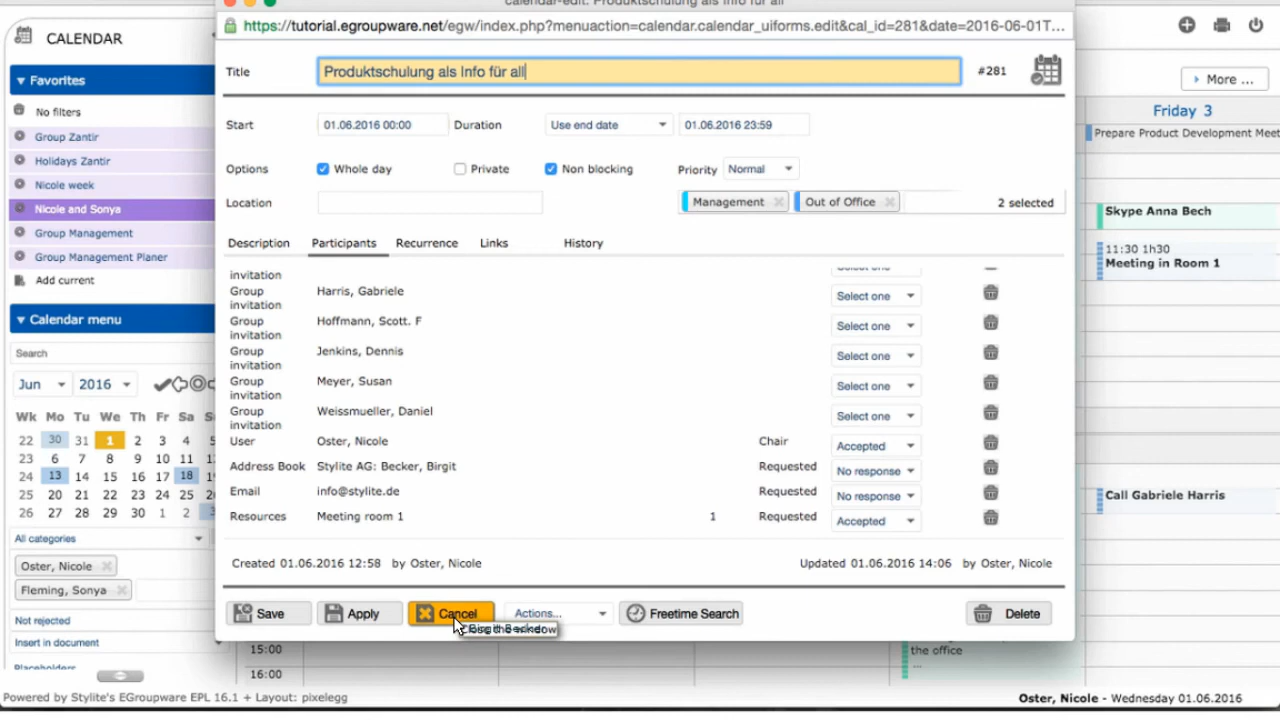 calendar-edit: Produktschulung als Info für all
https://tutorial.egroupware.net/egw/index.php?menuaction=calendar.calendar_uiforms.edit&cal_id=281&date=2016-06-01T...
CALENDAR
Title
Produktschulung als Info für all
#281
More ...
Favorites
No filters
Group Zantir
Holidays Zantir
Nicole week
Nicole and Sonya
Group Management
Group Management Planer
Add current
Start
01.06.2016 00:00
Duration
Use end date
01.06.2016 23:59
Options
Whole day
Private
Non blocking
Priority
Normal
Location
Management
Out of Office
2 selected
Description Participants Recurrence Links History
Friday 3
Prepare Product Development Meet
Skype Anna Bech
11:30 1h30
Meeting in Room 1
Call Gabriele Harris
the office
...
invitation
Select one
Group invitation
Harris, Gabriele
Select one
Group invitation
Hoffmann, Scott. F
Select one
Group invitation
Jenkins, Dennis
Select one
Group invitation
Meyer, Susan
Select one
Group invitation
Weissmueller, Daniel
Select one
User Oster, Nicole Chair Accepted
Address Book Stylite AG: Becker, Birgit Requested No response
Email info@stylite.de Requested No response
Resources Meeting room 1 1 Requested Accepted
Created 01.06.2016 12:58 by Oster, Nicole
Updated 01.06.2016 14:06 by Oster, Nicole
Save Apply Cancel Actions... Freetime Search Delete
Calendar menu
Search
Jun 2016
Wk Mo Tu We Th Fr Sa S
22 30 31 1 2 3 4 5
23 6 7 8 9 10 11 1
24 13 14 15 16 17 18 1
25 20 21 22 23 24 25 2
26 27 28 29 30 1 2 3
All categories
Oster, Nicole
Fleming, Sonya
Not rejected
Insert in document
Placeholders
15:00
16:00
Powered by Stylite's EGroupware EPL 16.1 + Layout: pixelegg
Oster, Nicole - Wednesday 01.06.2016